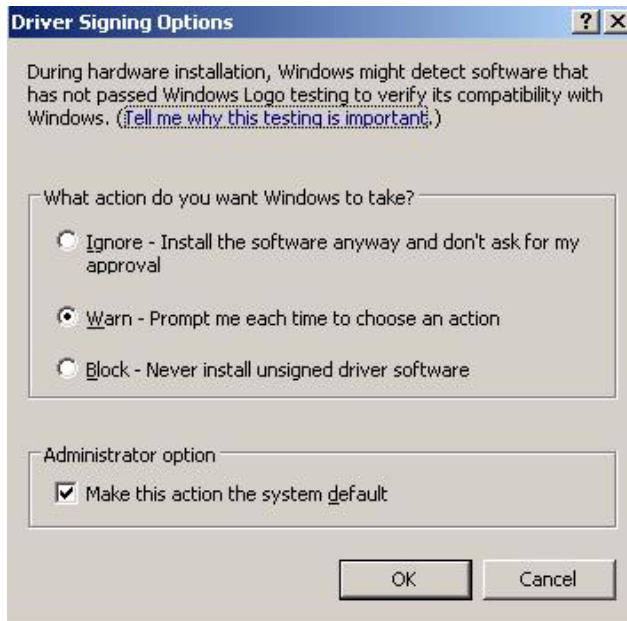 Driver Signing Options
During hardware installation, Windows might detect software that
has not passed Windows Logo testing to verify its compatibility with
Windows. (Tell me why this testing is important.)
What action do you want Windows to take?
Ignore - Install the software anyway and don't ask for my
approval
Warn - Prompt me each time to choose an action
Block - Never install unsigned driver software
Administrator option
Make this action the system default
OK Cancel